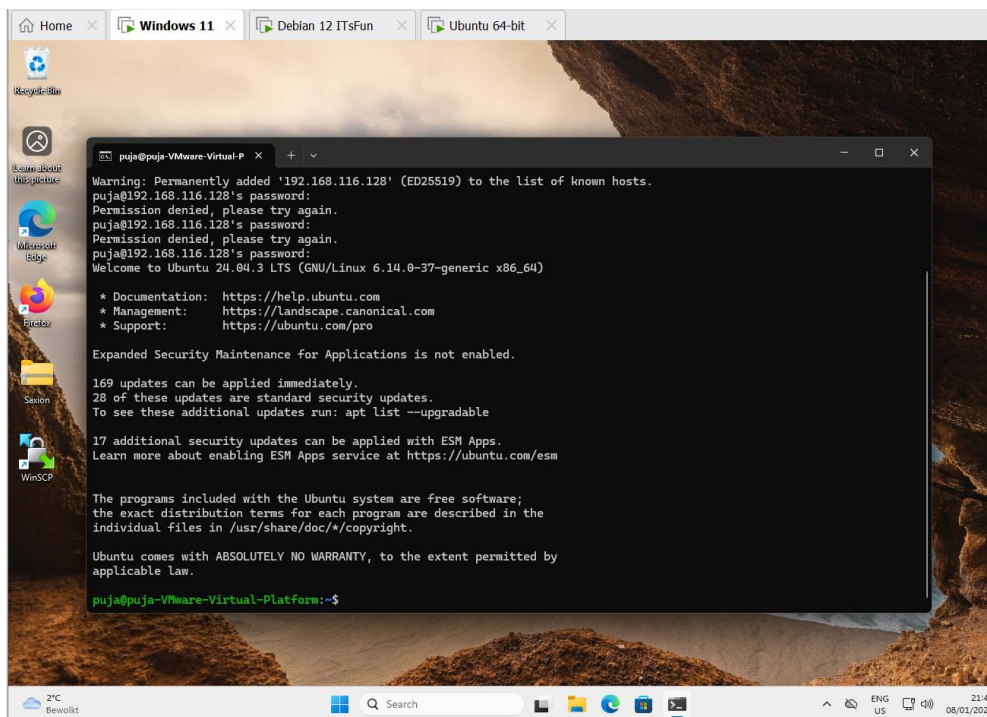 Home
Windows 11
Debian 12 ITsFun
Ubuntu 64-bit
Recycle Bin
Learn about
this picture
Microsoft
Edge
Firefox
Saxion
WinSCP
puja@puja-VMware-Virtual-P
Warning: Permanently added '192.168.116.128' (ED25519) to the list of known hosts.
puja@192.168.116.128's password:
Permission denied, please try again.
puja@192.168.116.128's password:
Permission denied, please try again.
puja@192.168.116.128's password:
Welcome to Ubuntu 24.04.3 LTS (GNU/Linux 6.14.0-37-generic x86_64)
* Documentation: https://help.ubuntu.com
* Management: https://landscape.canonical.com
* Support: https://ubuntu.com/pro
Expanded Security Maintenance for Applications is not enabled.
169 updates can be applied immediately.
28 of these updates are standard security updates.
To see these additional updates run: apt list --upgradable
17 additional security updates can be applied with ESM Apps.
Learn more about enabling ESM Apps service at https://ubuntu.com/esm
The programs included with the Ubuntu system are free software;
the exact distribution terms for each program are described in the
individual files in /usr/share/doc/*/copyright.
Ubuntu comes with ABSOLUTELY NO WARRANTY, to the extent permitted by
applicable law.
puja@puja-VMware-Virtual-Platform:~$
2°C
Bewolkt
Search
ENG
US
21:4
08/01/202